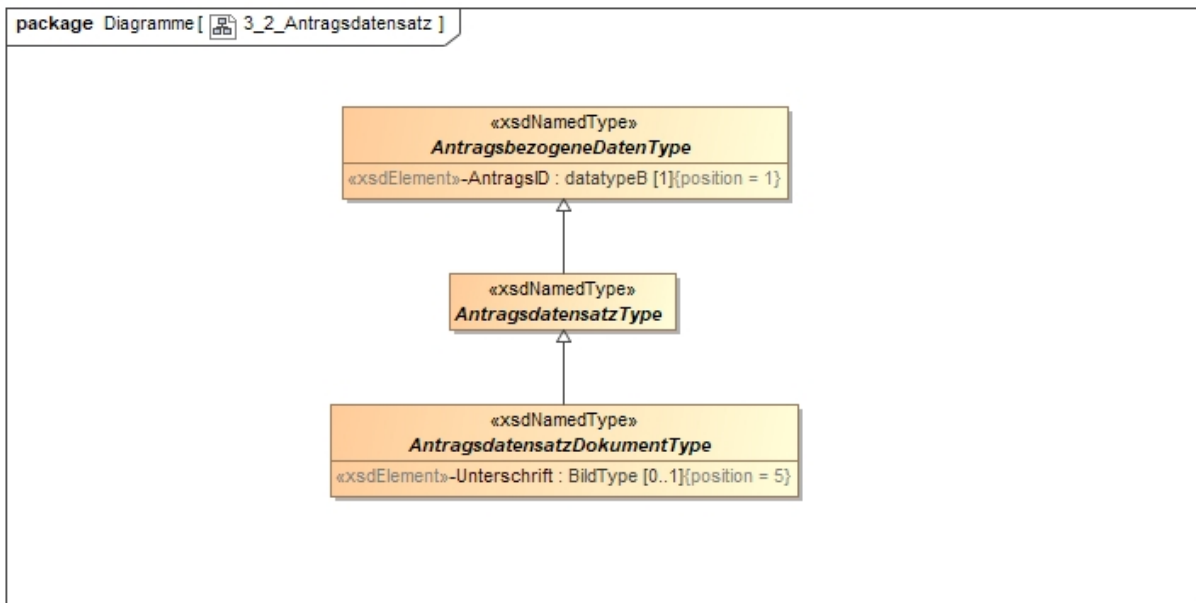 package Diagramme [ 3_2_Antragsdatensatz ]
«xsdNamedType»
AntragsbezogeneDatenType
«xsdElement»-AntragsID : datatypeB [1]{position = 1}
«xsdNamedType»
AntragsdatensatzType
«xsdNamedType»
AntragsdatensatzDokumentType
«xsdElement»-Unterschrift : BildType [0..1]{position = 5}